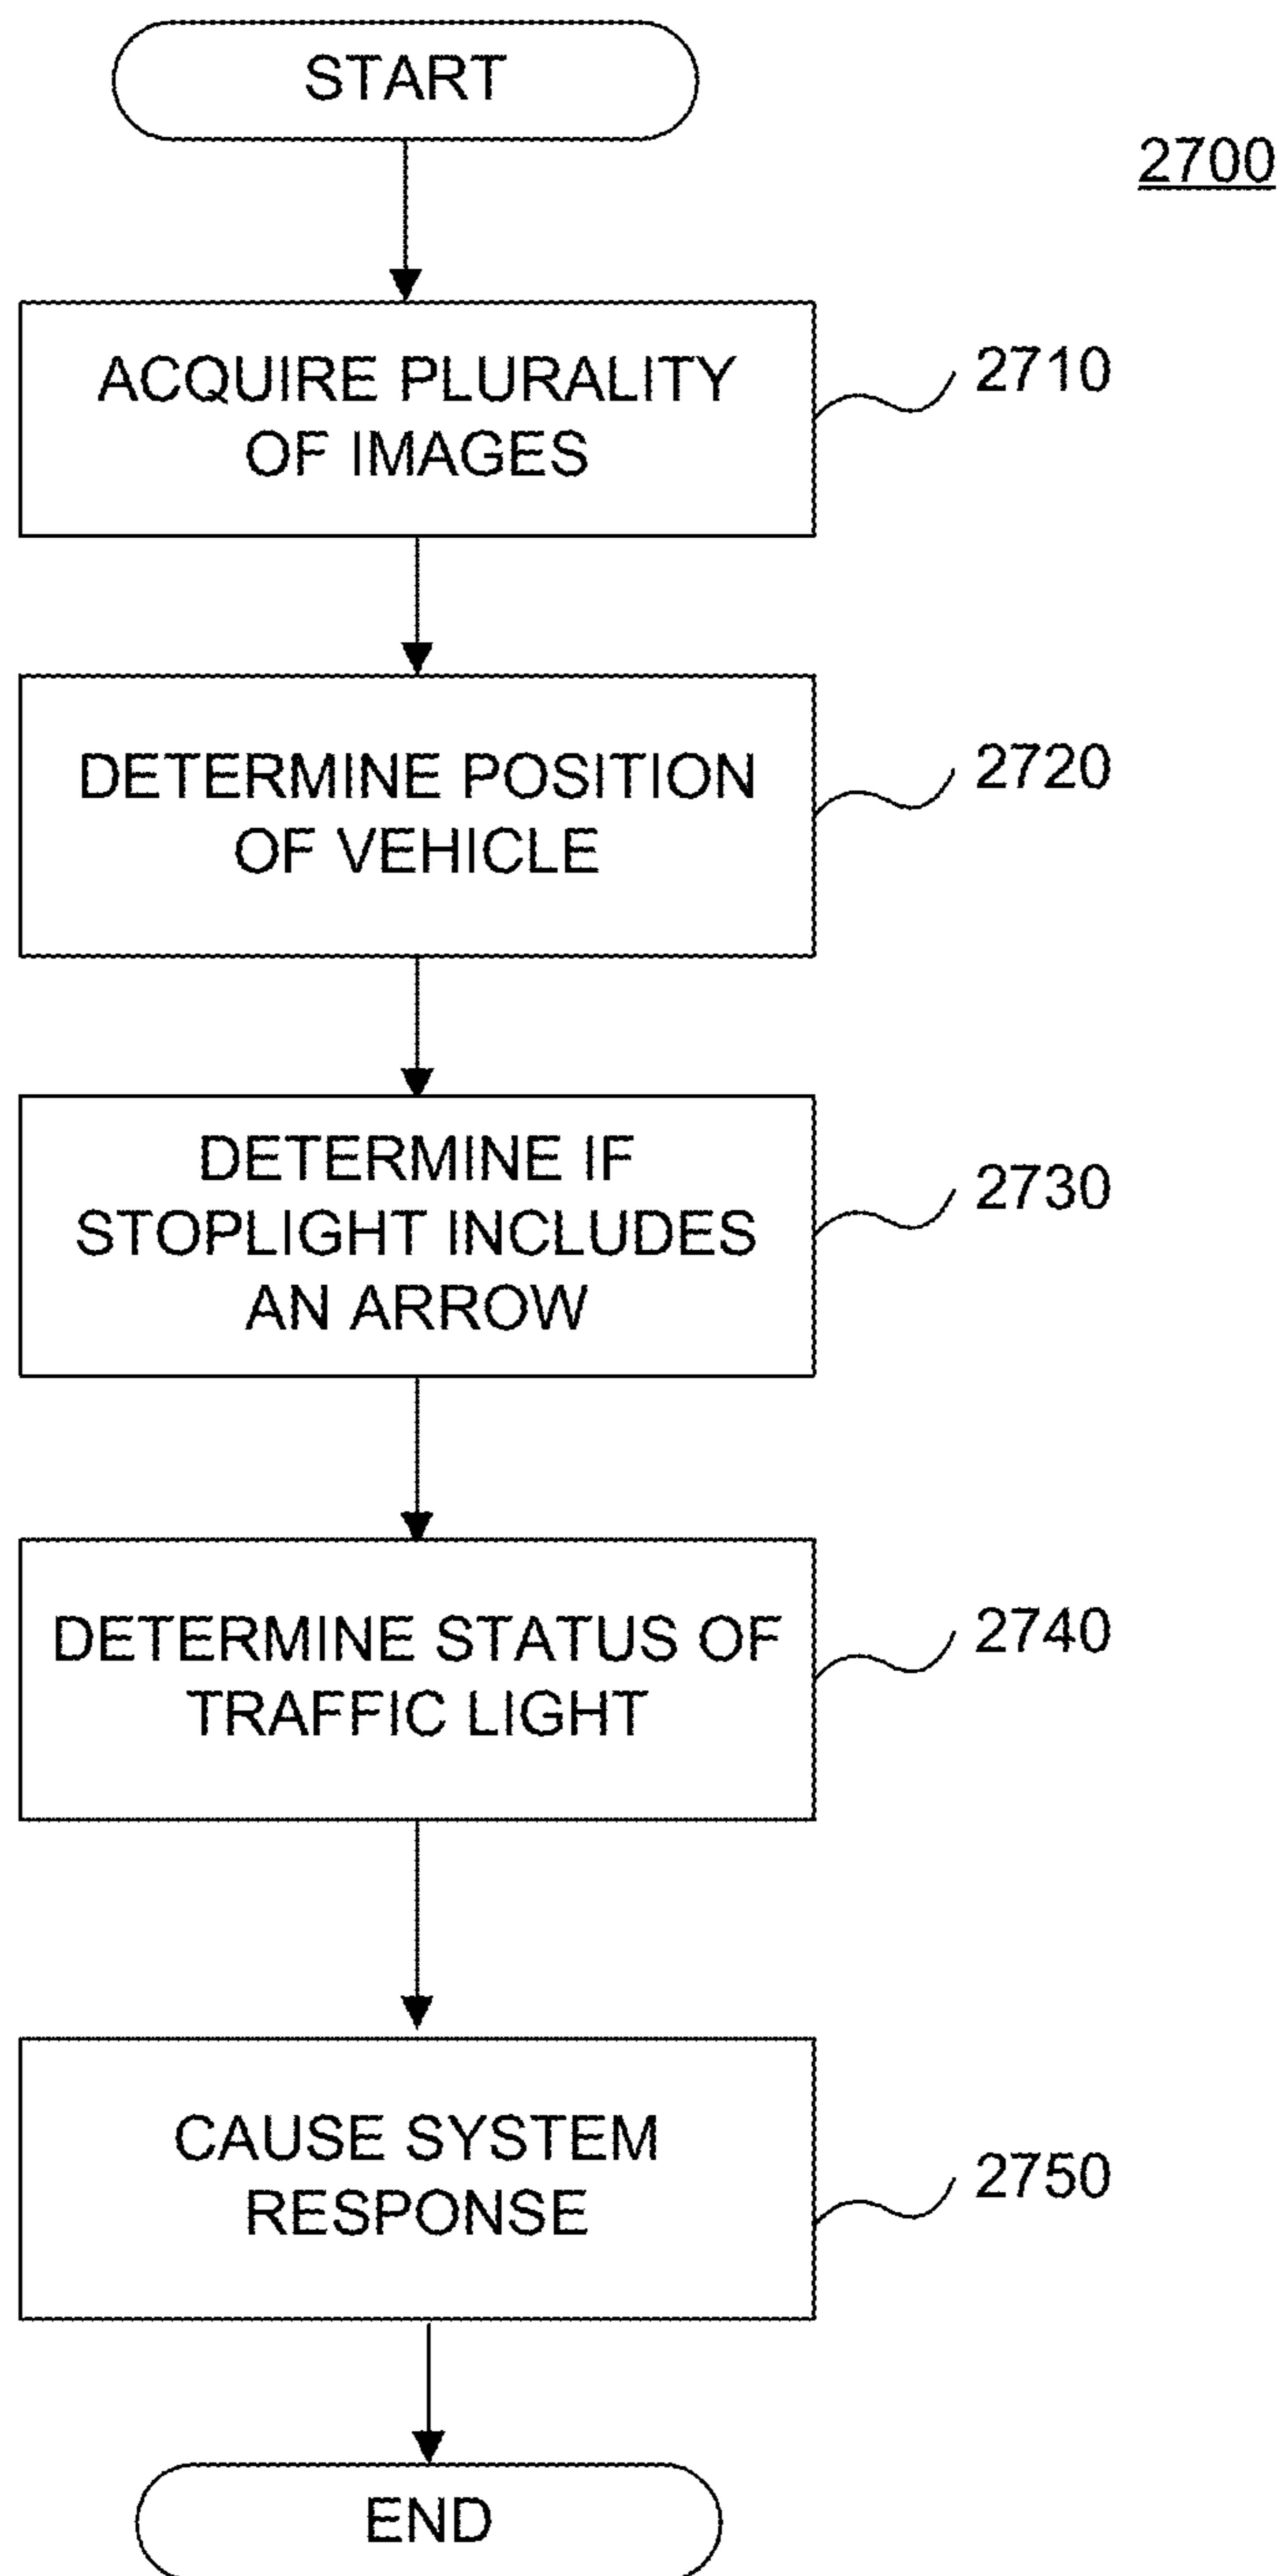 START
2700
ACQUIRE PLURALITY
OF IMAGES
2710
DETERMINE POSITION
OF VEHICLE
2720
DETERMINE IF
STOPLIGHT INCLUDES
AN ARROW
2730
DETERMINE STATUS OF
TRAFFIC LIGHT
2740
CAUSE SYSTEM
RESPONSE
2750
END